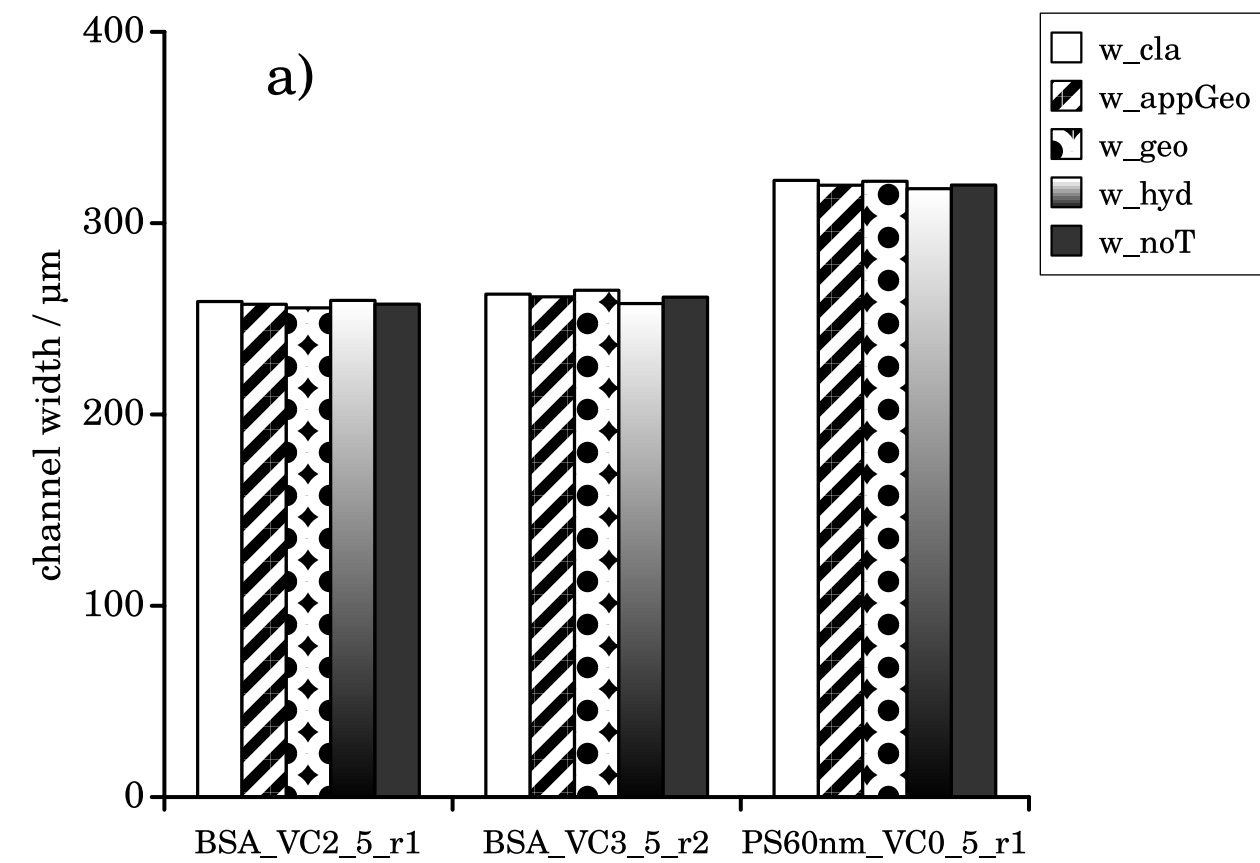 a)
400
300
200
100
0
channel width / µm
BSA_VC2_5_r1
BSA_VC3_5_r2
PS60nm_VC0_5_r1
w_cla
w_appGeo
w_geo
w_hyd
w_noT